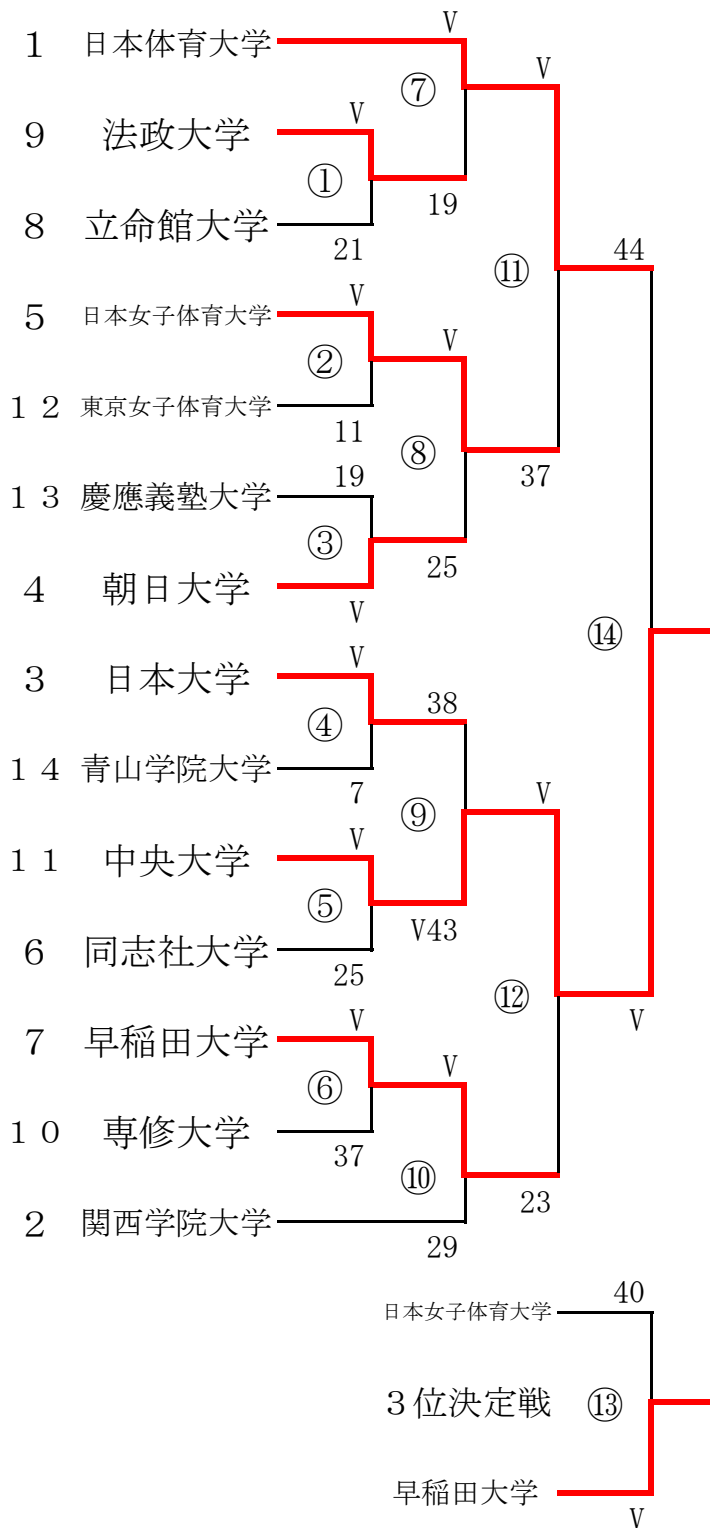 V
1 日本体育大学
V
⑦
V
9 法政大学
①
19
8 立命館大学
21
44
⑪
V
5 日本女子体育大学
V
②
１２ 東京女子体育大学
11
⑧
19
37
１３ 慶應義塾大学
③
25
4 朝日大学
V
⑭
V
3 日本大学
38
④
１４ 青山学院大学
7
V
⑨
V
１１ 中央大学
⑤
V43
6 同志社大学
25
⑫
V
V
7 早稲田大学
V
⑥
１０ 専修大学
37
⑩
23
2 関西学院大学
29
40
日本女子体育大学
３位決定戦 ⑬
早稲田大学
V